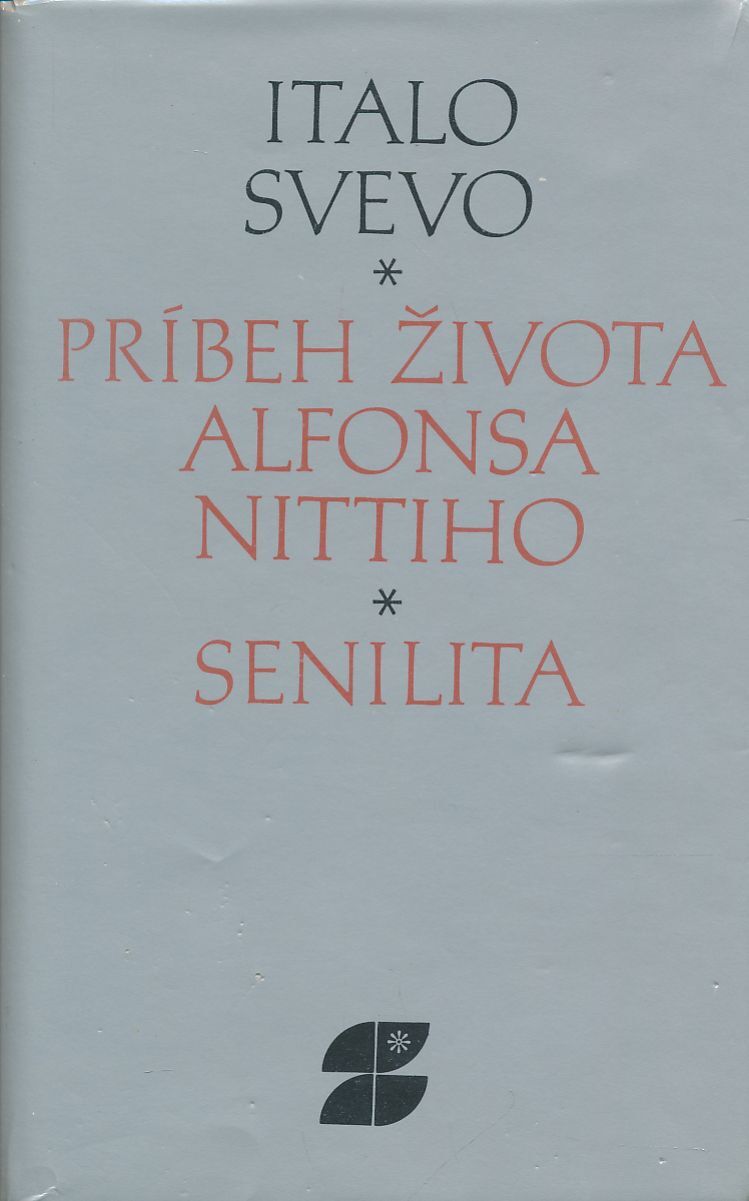 ITALO
SVEVO
*
PRÍBEH ŽIVOTA
ALFONSA
NITTIHO
*
SENILITA